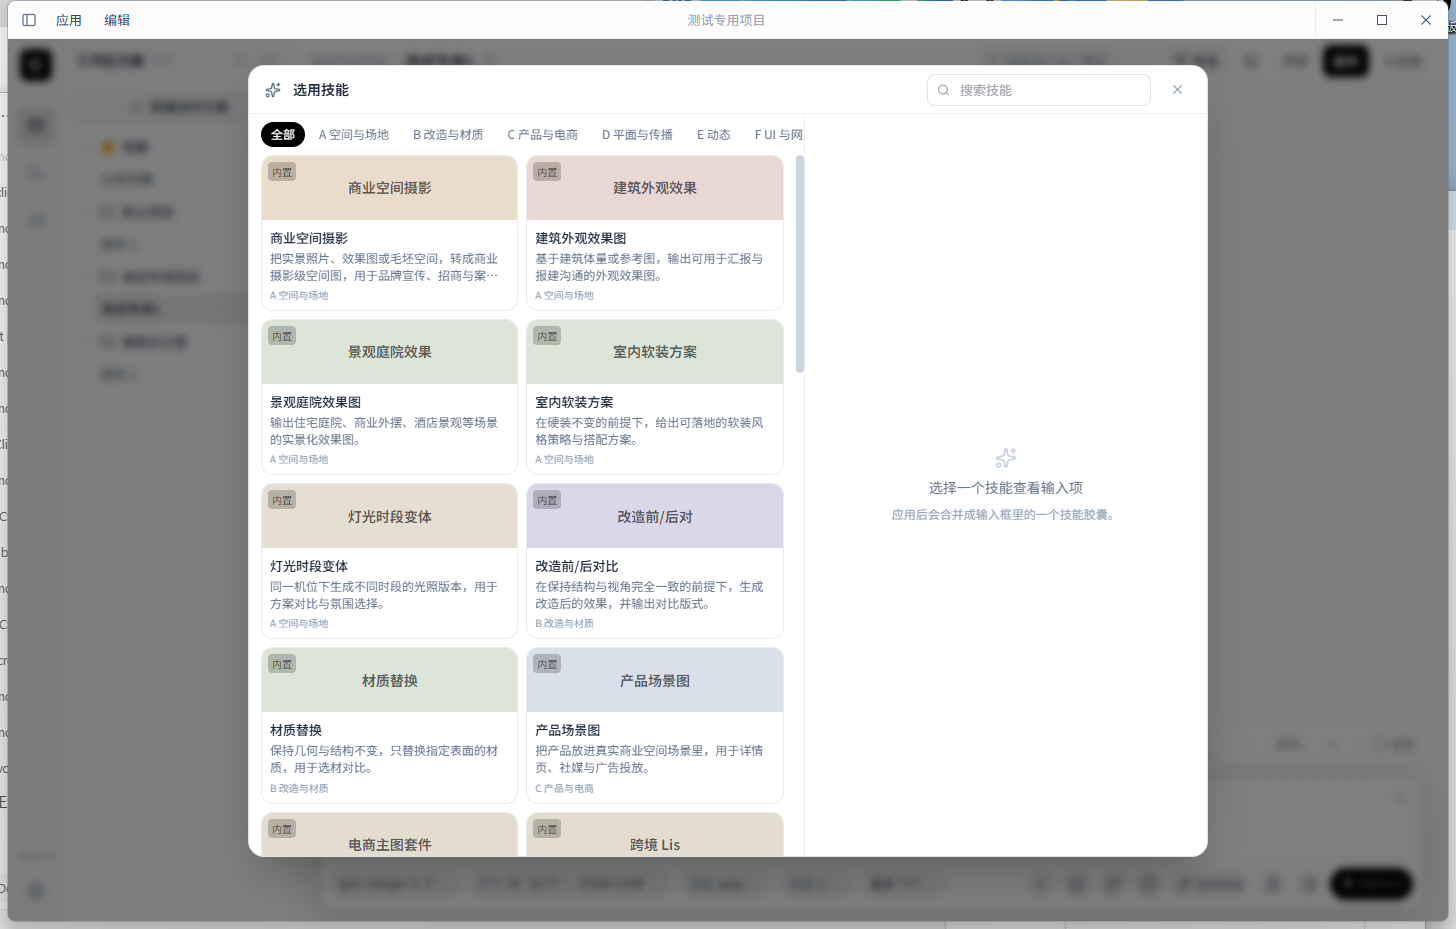 应用 编辑 测试专用项目
选用技能 搜索技能
全部 A 空间与场地 B 改造与材质 C 产品与电商 D 平面与传播 E 动态 F UI 与网
内置
商业空间摄影
商业空间摄影
把实景照片、效果图或毛坯空间，转成商业
摄影级空间图，用于品牌宣传、招商与案…
A 空间与场地
内置
建筑外观效果
建筑外观效果图
基于建筑体量或参考图，输出可用于汇报与
报建沟通的外观效果图。
A 空间与场地
内置
景观庭院效果
景观庭院效果图
输出住宅庭院、商业外摆、酒店景观等场景
的实景化效果图。
A 空间与场地
内置
室内软装方案
室内软装方案
在硬装不变的前提下，给出可落地的软装风
格策略与搭配方案。
A 空间与场地
内置
灯光时段变体
灯光时段变体
同一机位下生成不同时段的光照版本，用于
方案对比与氛围选择。
A 空间与场地
内置
改造前/后对
改造前/后对比
在保持结构与视角完全一致的前提下，生成
改造后的效果，并输出对比版式。
B 改造与材质
内置
材质替换
材质替换
保持几何与结构不变，只替换指定表面的材
质，用于选材对比。
B 改造与材质
内置
产品场景图
产品场景图
把产品放进真实商业空间场景里，用于详情
页、社媒与广告投放。
C 产品与电商
内置
电商主图套件
内置
跨境 Lis
选择一个技能查看输入项
应用后会合并成输入框里的一个技能胶囊。